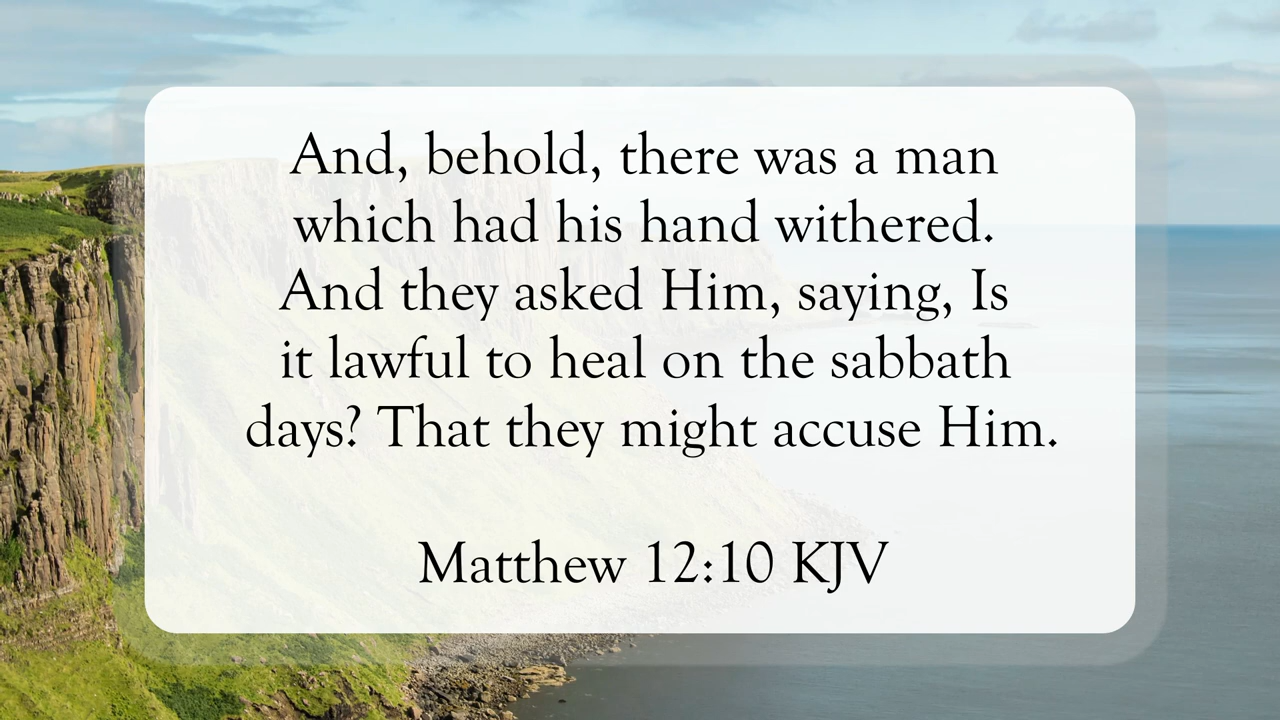 And, behold, there was a man
which had his hand withered.
And they asked Him, saying, Is
it lawful to heal on the sabbath
days? That they might accuse Him.
Matthew 12:10 KJV